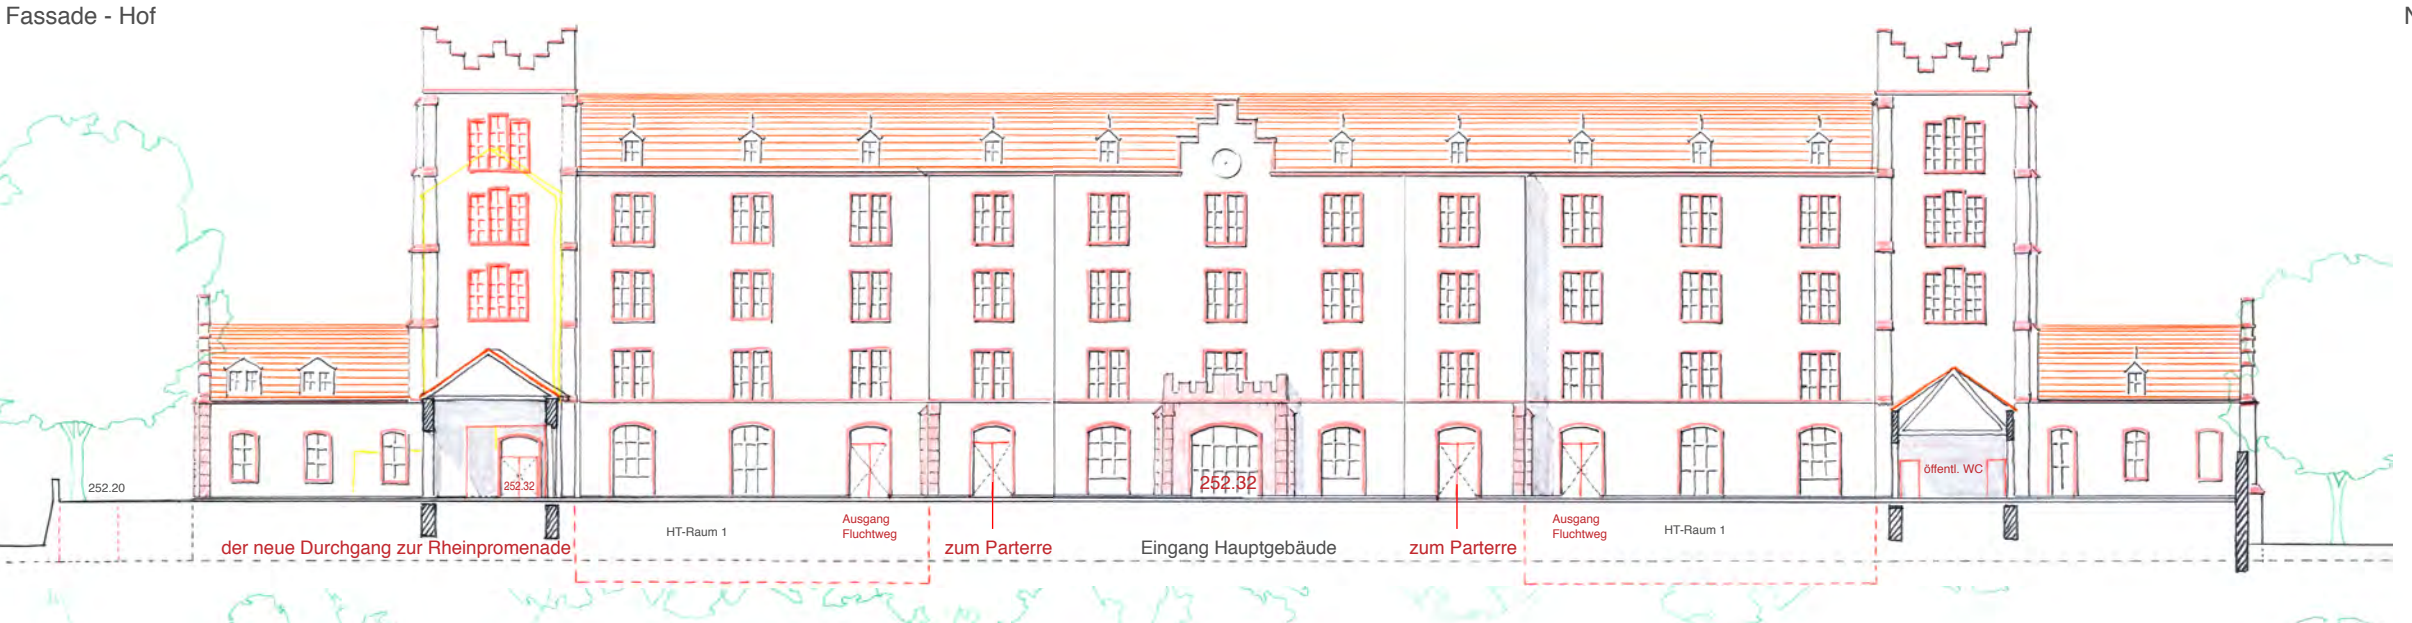 Fassade - Hof
N
252.20
252.32
252.32
öffentl. WC
HT-Raum 1
Ausgang
Fluchtweg
Ausgang
Fluchtweg
HT-Raum 1
der neue Durchgang zur Rheinpromenade
zum Parterre
Eingang Hauptgebäude
zum Parterre